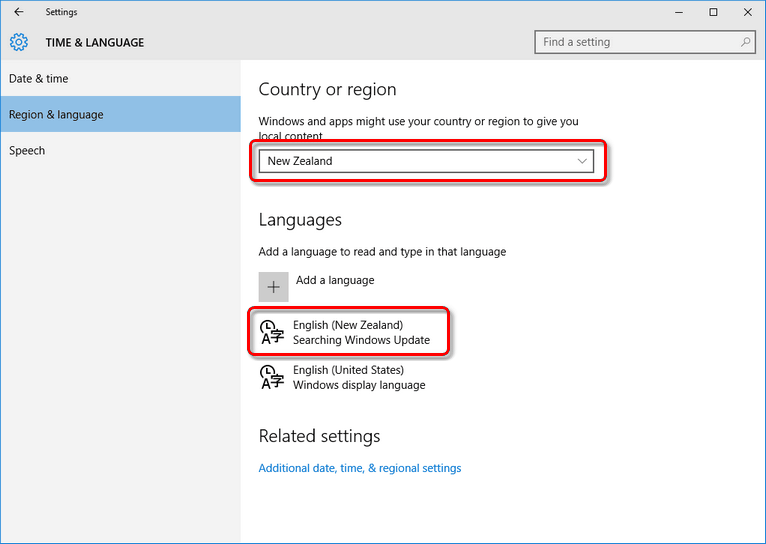 Settings
TIME & LANGUAGE
Find a setting
Date & time
Region & language
Speech
Country or region
Windows and apps might use your country or region to give you
local content
New Zealand
Languages
Add a language to read and type in that language
Add a language
English (New Zealand)
Searching Windows Update
English (United States)
Windows display language
Related settings
Additional date, time, & regional settings